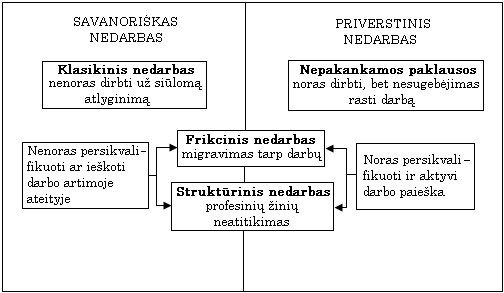 SAVANORIŠKAS
NEDARBAS
PRIVERSTINIS
NEDARBAS
Klasikinis nedarbas
nenoras dirbti už siūlomą
atlyginimą
Nepakankamos paklausos
noras dirbti, bet nesugebėjimas
rasti darbą
Frikcinis nedarbas
migravimas tarp darbų
Nenoras persikvali–
fikuoti ar ieškoti
darbo artimoje
ateityje
Noras persikvali–
fikuoti ir aktyvi
darbo paieška
Struktūrinis nedarbas
profesinių žinių
neatitikimas